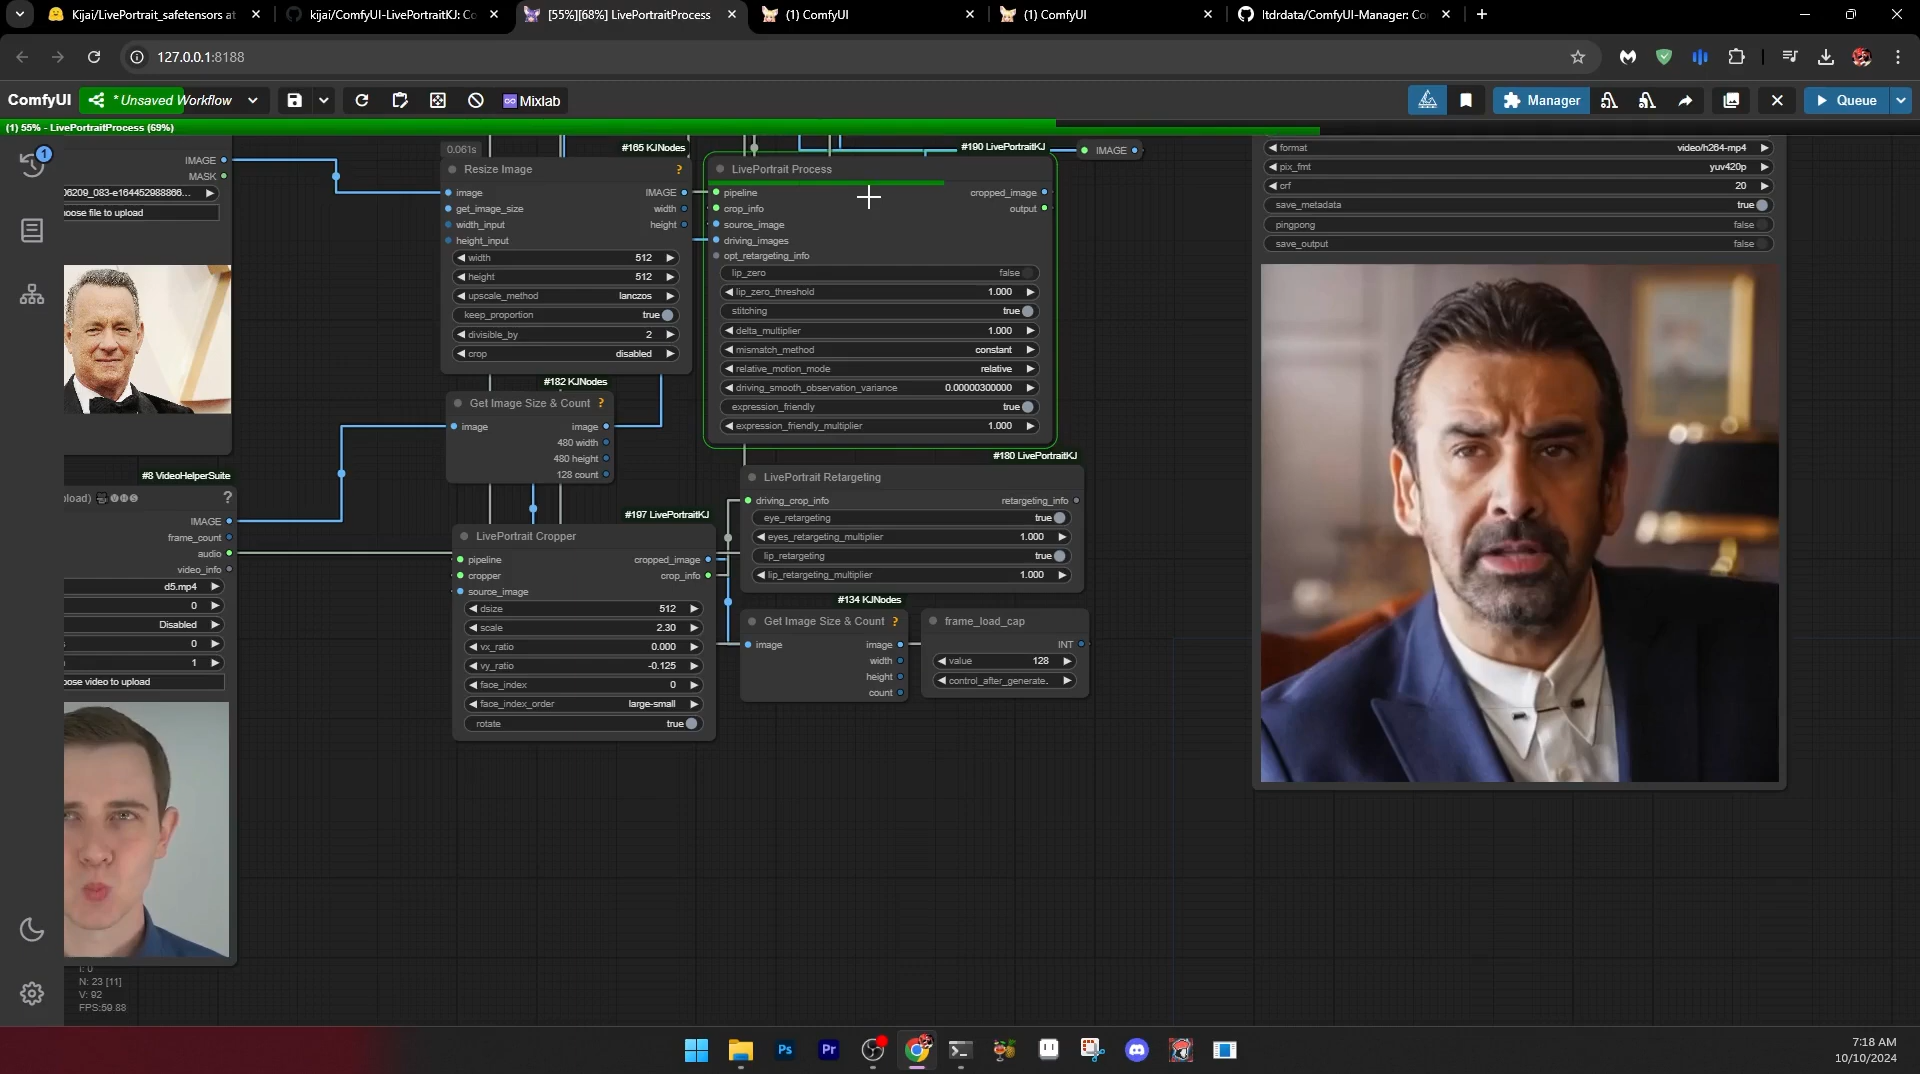 Kijai/LivePortrait_safetensors at
kijai/ComfyUI-LivePortraitKJ: Co
[55%][68%] LivePortraitProcess
(1) ComfyUI
(1) ComfyUI
ltdrdata/ComfyUI-Manager: Co
127.0.0.1:8188
ComfyUI
* Unsaved Workflow
Mixlab
Manager
Queue
(1) 55% - LivePortraitProcess (69%)
1
IMAGE
MASK
06209_083-e164452988866...
hoose file to upload
#8 VideoHelperSuite
pload)
?
IMAGE
frame_count
audio
video_info
d5.mp4
0
Disabled
0
1
oose video to upload
I: 0
N: 23 [11]
V: 92
FPS:59.88
0.061s
#165 KJNodes
Resize Image ?
image IMAGE
get_image_size width
width_input height
height_input
width 512
height 512
upscale_method lanczos
keep_proportion true
divisible_by 2
crop disabled
#182 KJNodes
Get Image Size & Count ?
image image
480 width
480 height
128 count
#197 LivePortraitKJ
LivePortrait Cropper
pipeline cropped_image
cropper crop_info
source_image
dsize 512
scale 2.30
vx_ratio 0.000
vy_ratio -0.125
face_index 0
face_index_order large-small
rotate true
#190 LivePortraitKJ
LivePortrait Process
pipeline cropped_image
crop_info output
source_image
driving_images
opt_retargeting_info
lip_zero false
lip_zero_threshold 1.000
stitching true
delta_multiplier 1.000
mismatch_method constant
relative_motion_mode relative
driving_smooth_observation_variance 0.00000300000
expression_friendly true
expression_friendly_multiplier 1.000
IMAGE
#180 LivePortraitKJ
LivePortrait Retargeting
driving_crop_info retargeting_info
eye_retargeting true
eyes_retargeting_multiplier 1.000
lip_retargeting true
lip_retargeting_multiplier 1.000
#134 KJNodes
Get Image Size & Count ?
image image
width
height
count
frame_load_cap
INT
value 128
control_after_generate.
format video/h264-mp4
pix_fmt yuv420p
crf 20
save_metadata true
pingpong false
save_output false
Ps
Pr
7:18 AM
10/10/2024